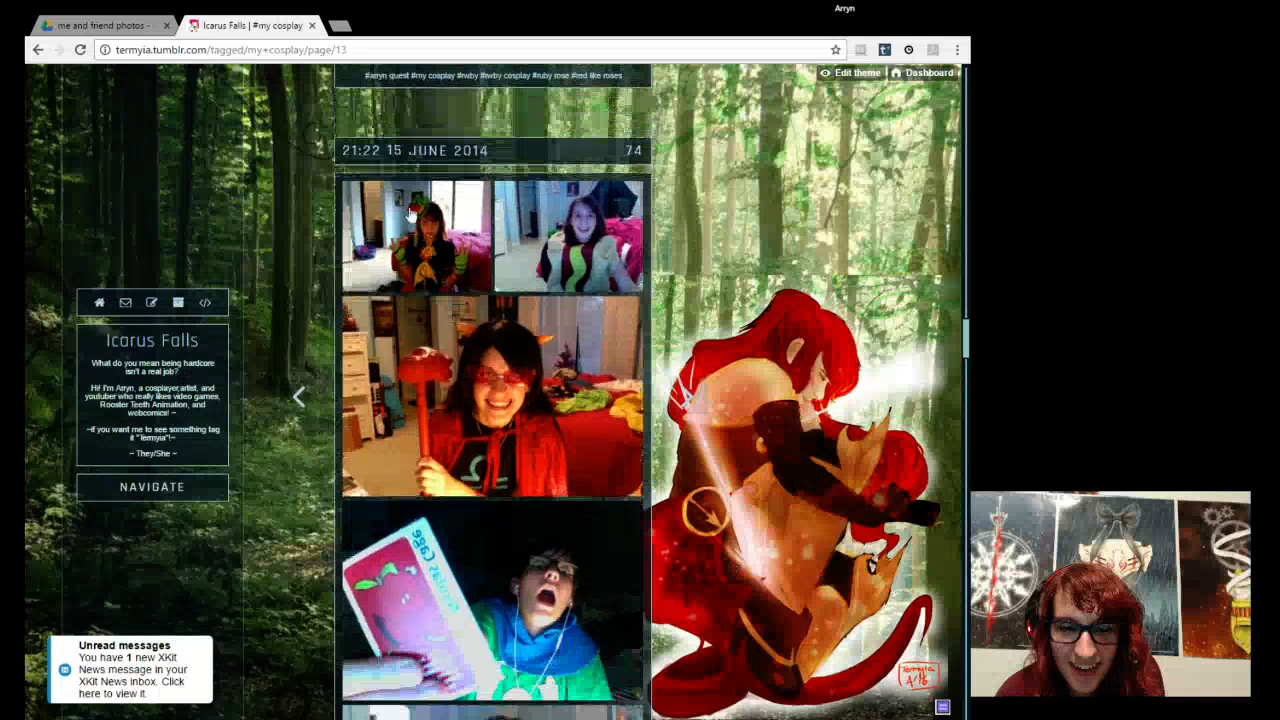 Arryn
me and friend photos -
Icarus Falls | #my cosplay
termyia.tumblr.com/tagged/my+cosplay/page/13
#arryn quest #my cosplay #rwby #rwby cosplay #ruby rose #red like roses
Edit theme
Dashboard
21:22 15 JUNE 2014
74
Icarus Falls
What do you mean being hardcore
isn't a real job?
Hi! I'm Arryn, a cosplayer,artist, and
youtuber who really likes video games,
Rooster Teeth Animation, and
webcomics! ~
~if you want me to see something tag
it "Termyia"!~
~ They/She ~
NAVIGATE
Unread messages
You have 1 new XKit
News message in your
XKit News inbox. Click
here to view it.
Termyia